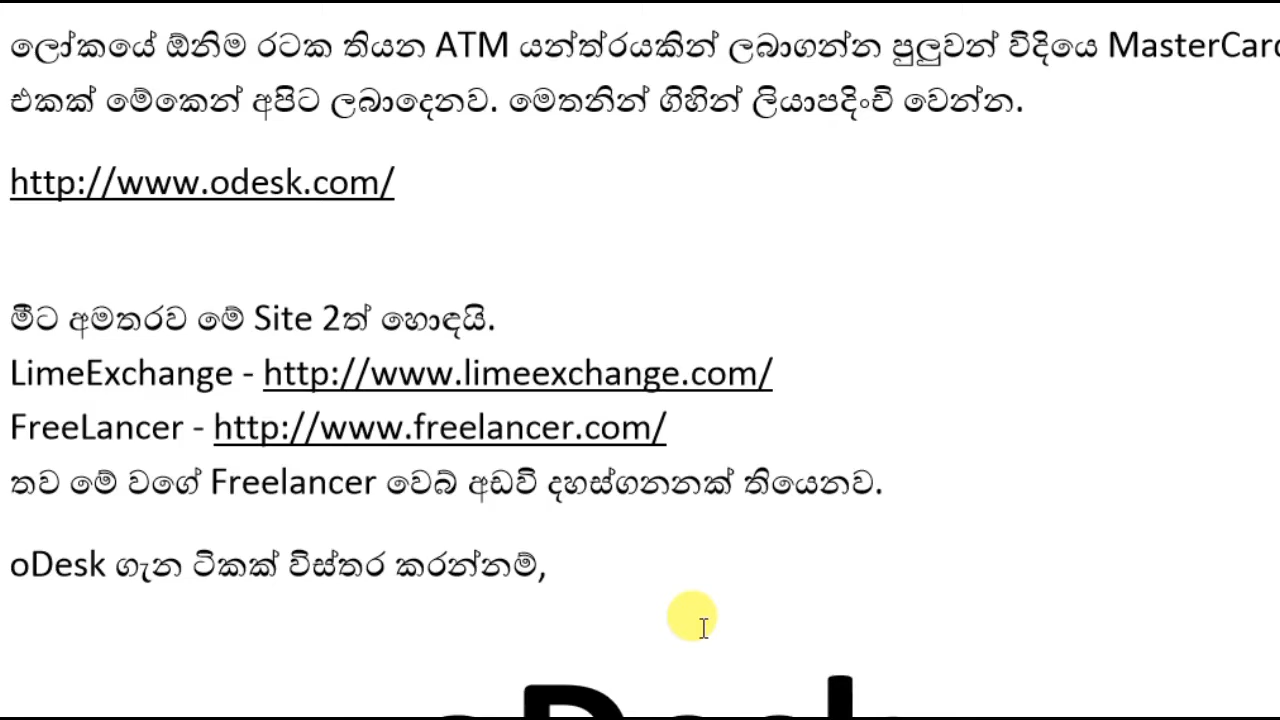 ලෝකයේ ඕනිම රටක තියන ATM යන්ත්රයකින් ලබාගන්න පුලුවන් විදියෙ MasterCard
එකක් මේකෙන් අපිට ලබාදෙනව. මෙතනින් ගිහින් ලියාපදිංචි වෙන්න.
http://www.odesk.com/
මීට අමතරව මේ Site 2ත් හොඳයි.
LimeExchange - http://www.limeexchange.com/
FreeLancer - http://www.freelancer.com/
තව මේ වගේ Freelancer වෙබ් අඩවි දහස්ගනනක් තියෙනව.
oDesk ගැන ටිකක් විස්තර කරන්නම්,